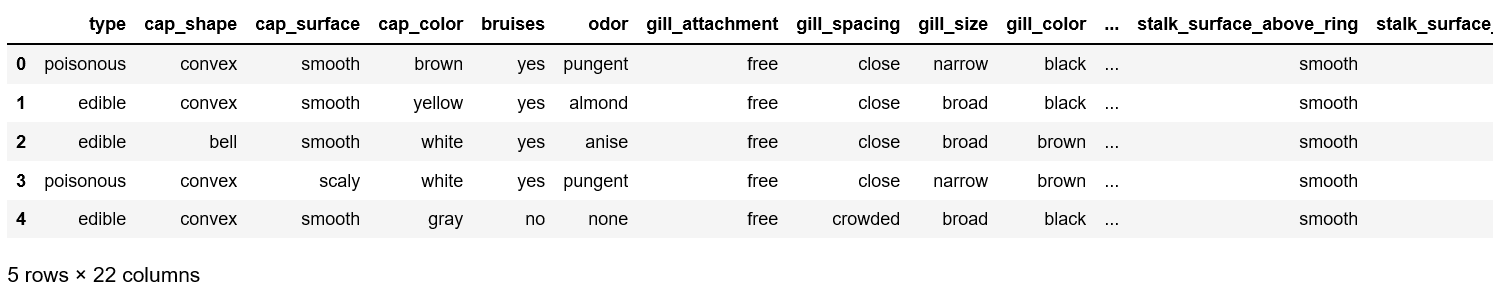 type cap_shape cap_surface cap_color bruises odor gill_attachment gill_spacing gill_size gill_color ... stalk_surface_above_ring stalk_surface_
0 poisonous convex smooth brown yes pungent free close narrow black ... smooth
1 edible convex smooth yellow yes almond free close broad black ... smooth
2 edible bell smooth white yes anise free close broad brown ... smooth
3 poisonous convex scaly white yes pungent free close narrow brown ... smooth
4 edible convex smooth gray no none free crowded broad black ... smooth
5 rows × 22 columns